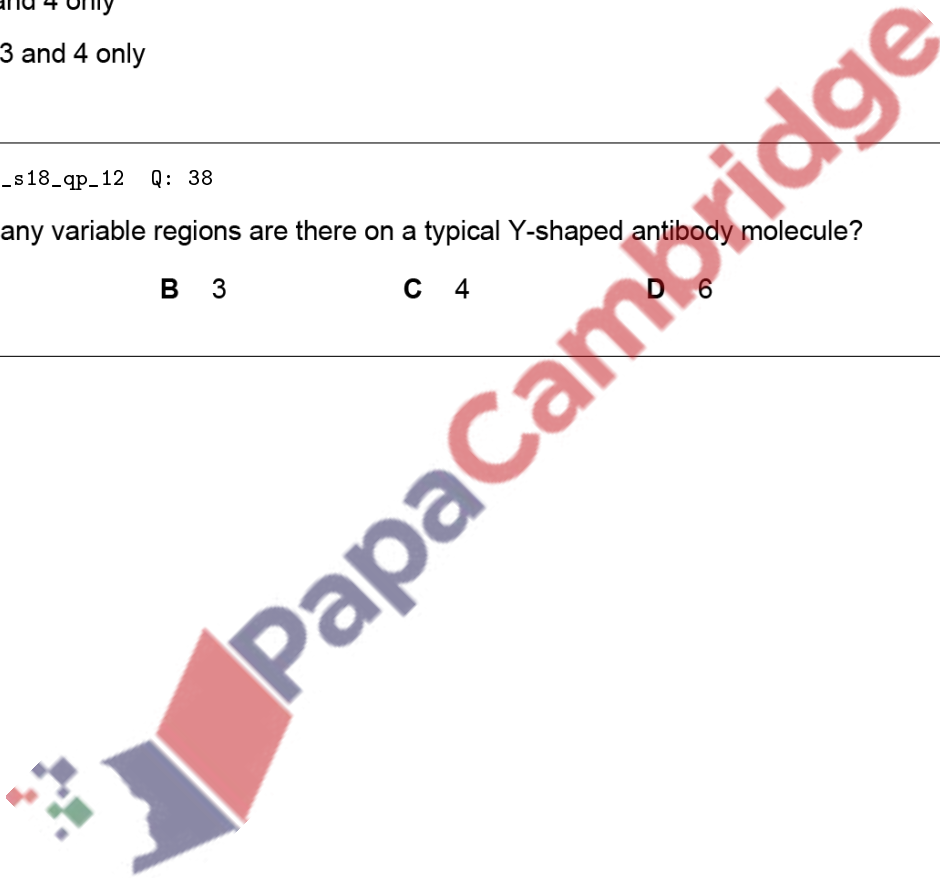 and 4 only
3 and 4 only
_s18_qp_12 Q: 38
any variable regions are there on a typical Y-shaped antibody molecule?
B 3 C 4 D 6
PapaCambridge